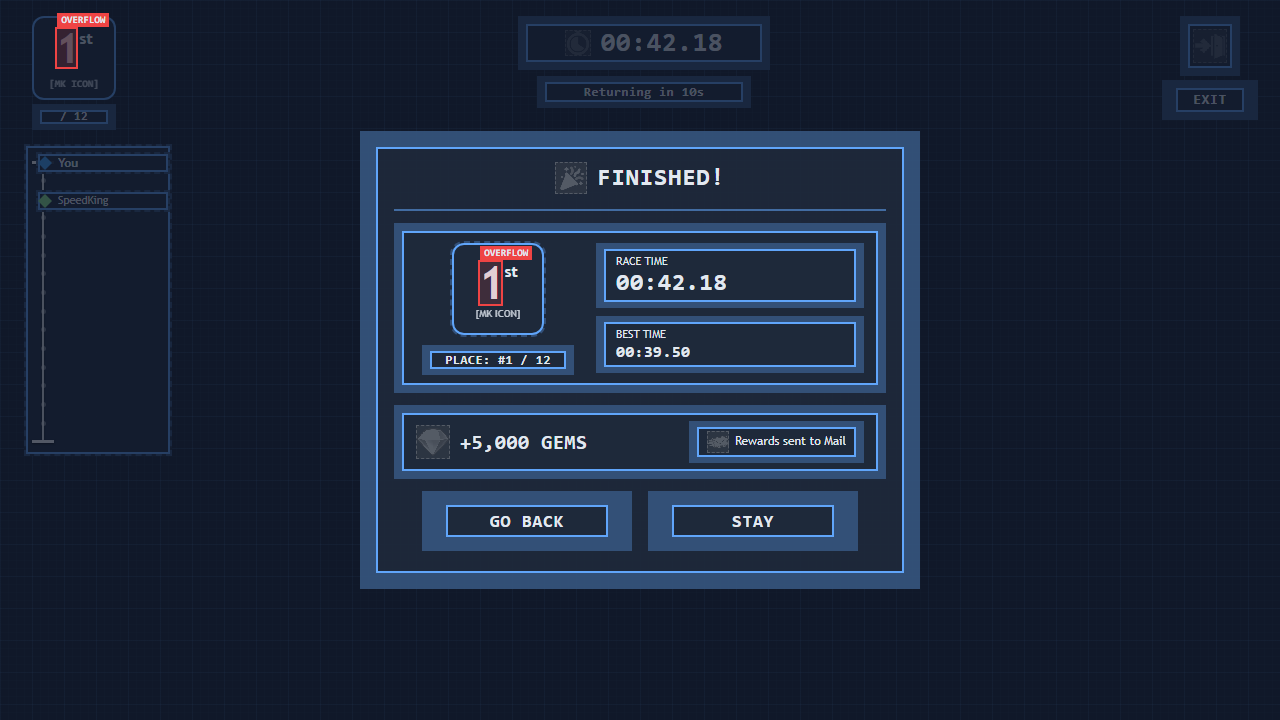 OVERFLOW
1st
[MK ICON]
/ 12
You
SpeedKing
00:42.18
Returning in 10s
EXIT
FINISHED!
OVERFLOW
1st
[MK ICON]
PLACE: #1 / 12
RACE TIME
00:42.18
BEST TIME
00:39.50
+5,000 GEMS
Rewards sent to Mail
GO BACK
STAY